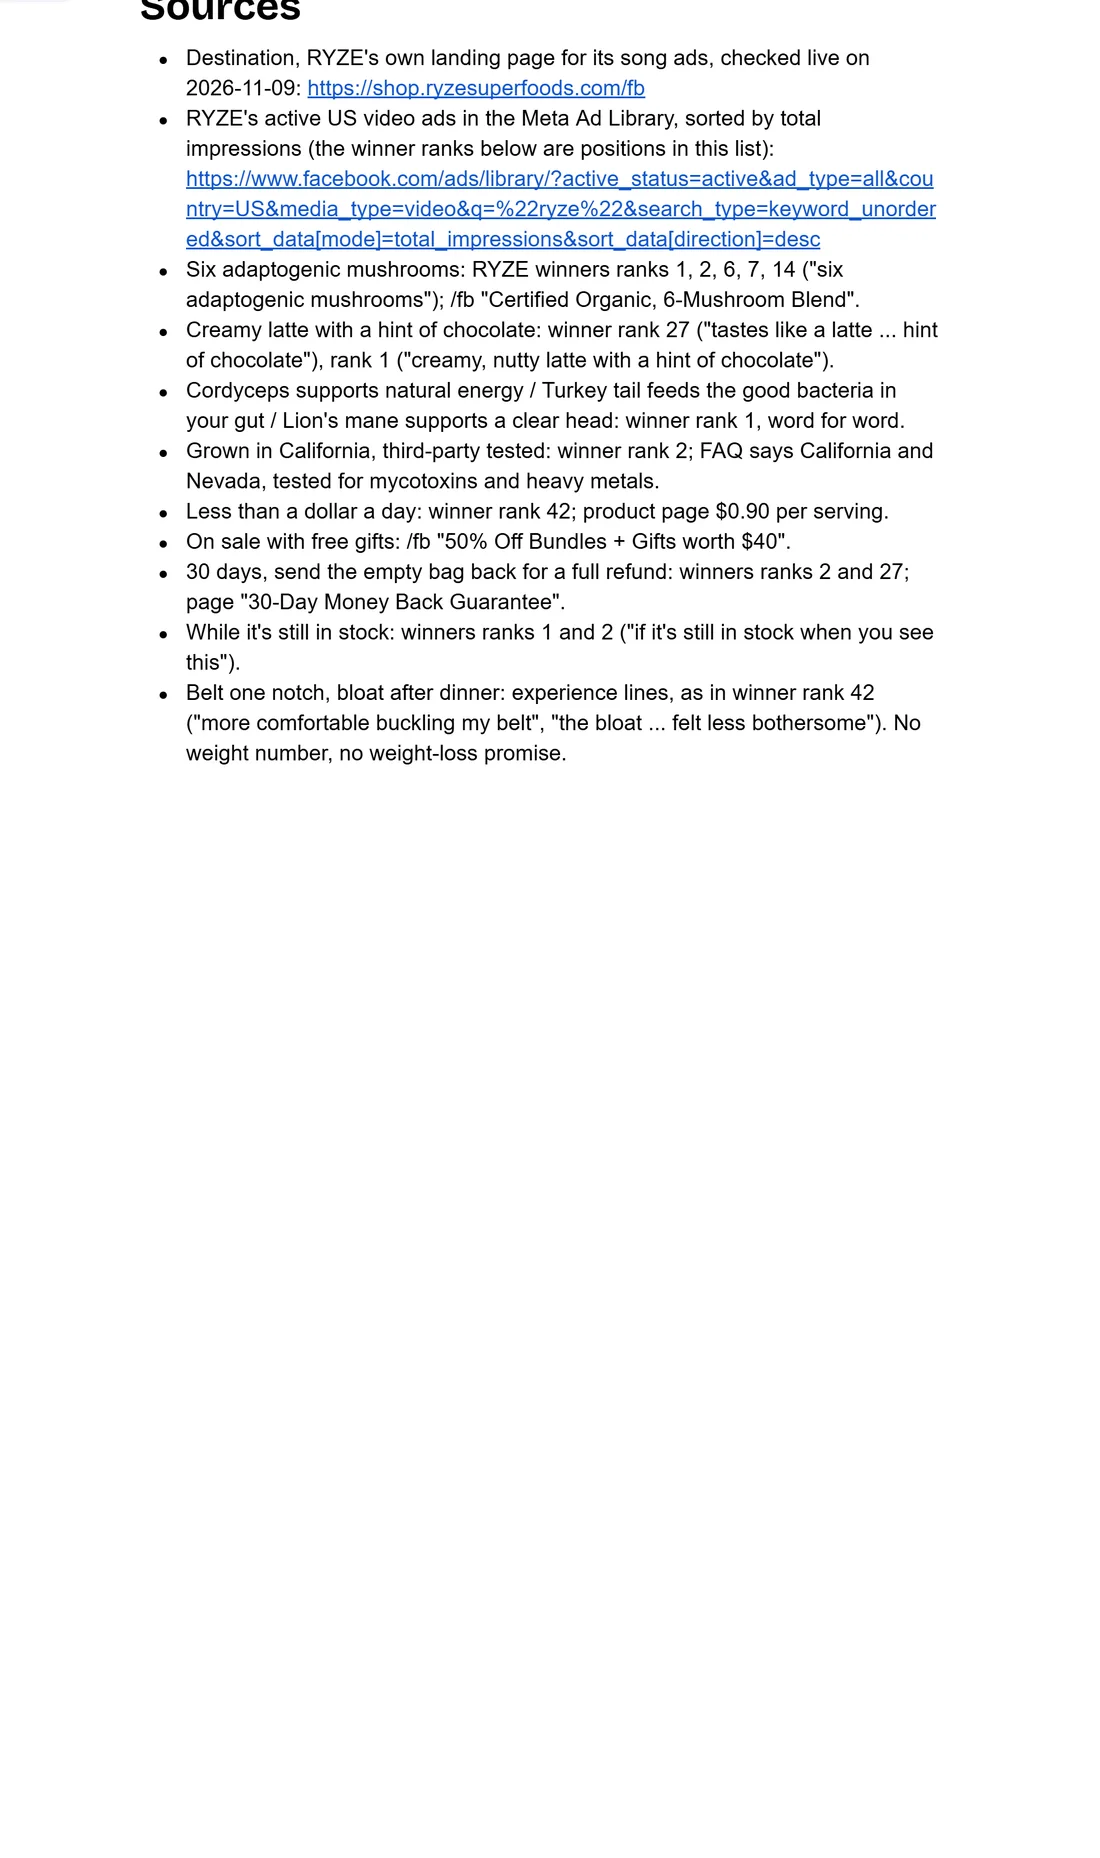 Sources
• Destination, RYZE's own landing page for its song ads, checked live on
2026-11-09: https://shop.ryzesuperfoods.com/fb
• RYZE's active US video ads in the Meta Ad Library, sorted by total
impressions (the winner ranks below are positions in this list):
https://www.facebook.com/ads/library/?active_status=active&ad_type=all&cou
ntry=US&media_type=video&q=%22ryze%22&search_type=keyword_unorder
ed&sort_data[mode]=total_impressions&sort_data[direction]=desc
• Six adaptogenic mushrooms: RYZE winners ranks 1, 2, 6, 7, 14 ("six
adaptogenic mushrooms"); /fb "Certified Organic, 6-Mushroom Blend".
• Creamy latte with a hint of chocolate: winner rank 27 ("tastes like a latte ... hint
of chocolate"), rank 1 ("creamy, nutty latte with a hint of chocolate").
• Cordyceps supports natural energy / Turkey tail feeds the good bacteria in
your gut / Lion's mane supports a clear head: winner rank 1, word for word.
• Grown in California, third-party tested: winner rank 2; FAQ says California and
Nevada, tested for mycotoxins and heavy metals.
• Less than a dollar a day: winner rank 42; product page $0.90 per serving.
• On sale with free gifts: /fb "50% Off Bundles + Gifts worth $40".
• 30 days, send the empty bag back for a full refund: winners ranks 2 and 27;
page "30-Day Money Back Guarantee".
• While it's still in stock: winners ranks 1 and 2 ("if it's still in stock when you see
this").
• Belt one notch, bloat after dinner: experience lines, as in winner rank 42
("more comfortable buckling my belt", "the bloat ... felt less bothersome"). No
weight number, no weight-loss promise.